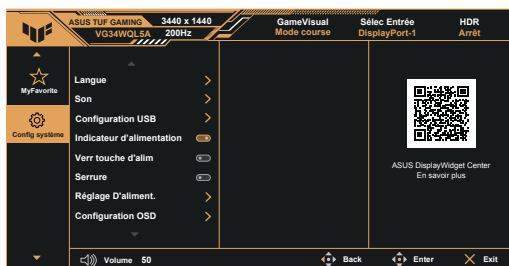 ASUS TUF GAMING 3440 x 1440
VG34WQL5A 200Hz
GameVisual
Mode course
Sélec Entrée
DisplayPort-1
HDR
Arrêt
MyFavorite
Config système
Langue
Son
Configuration USB
Indicateur d'alimentation
Verr touche d'alim
Serrure
Réglage D'aliment.
Configuration OSD
ASUS DisplayWidget Center
En savoir plus
Volume 50
Back
Enter
Exit